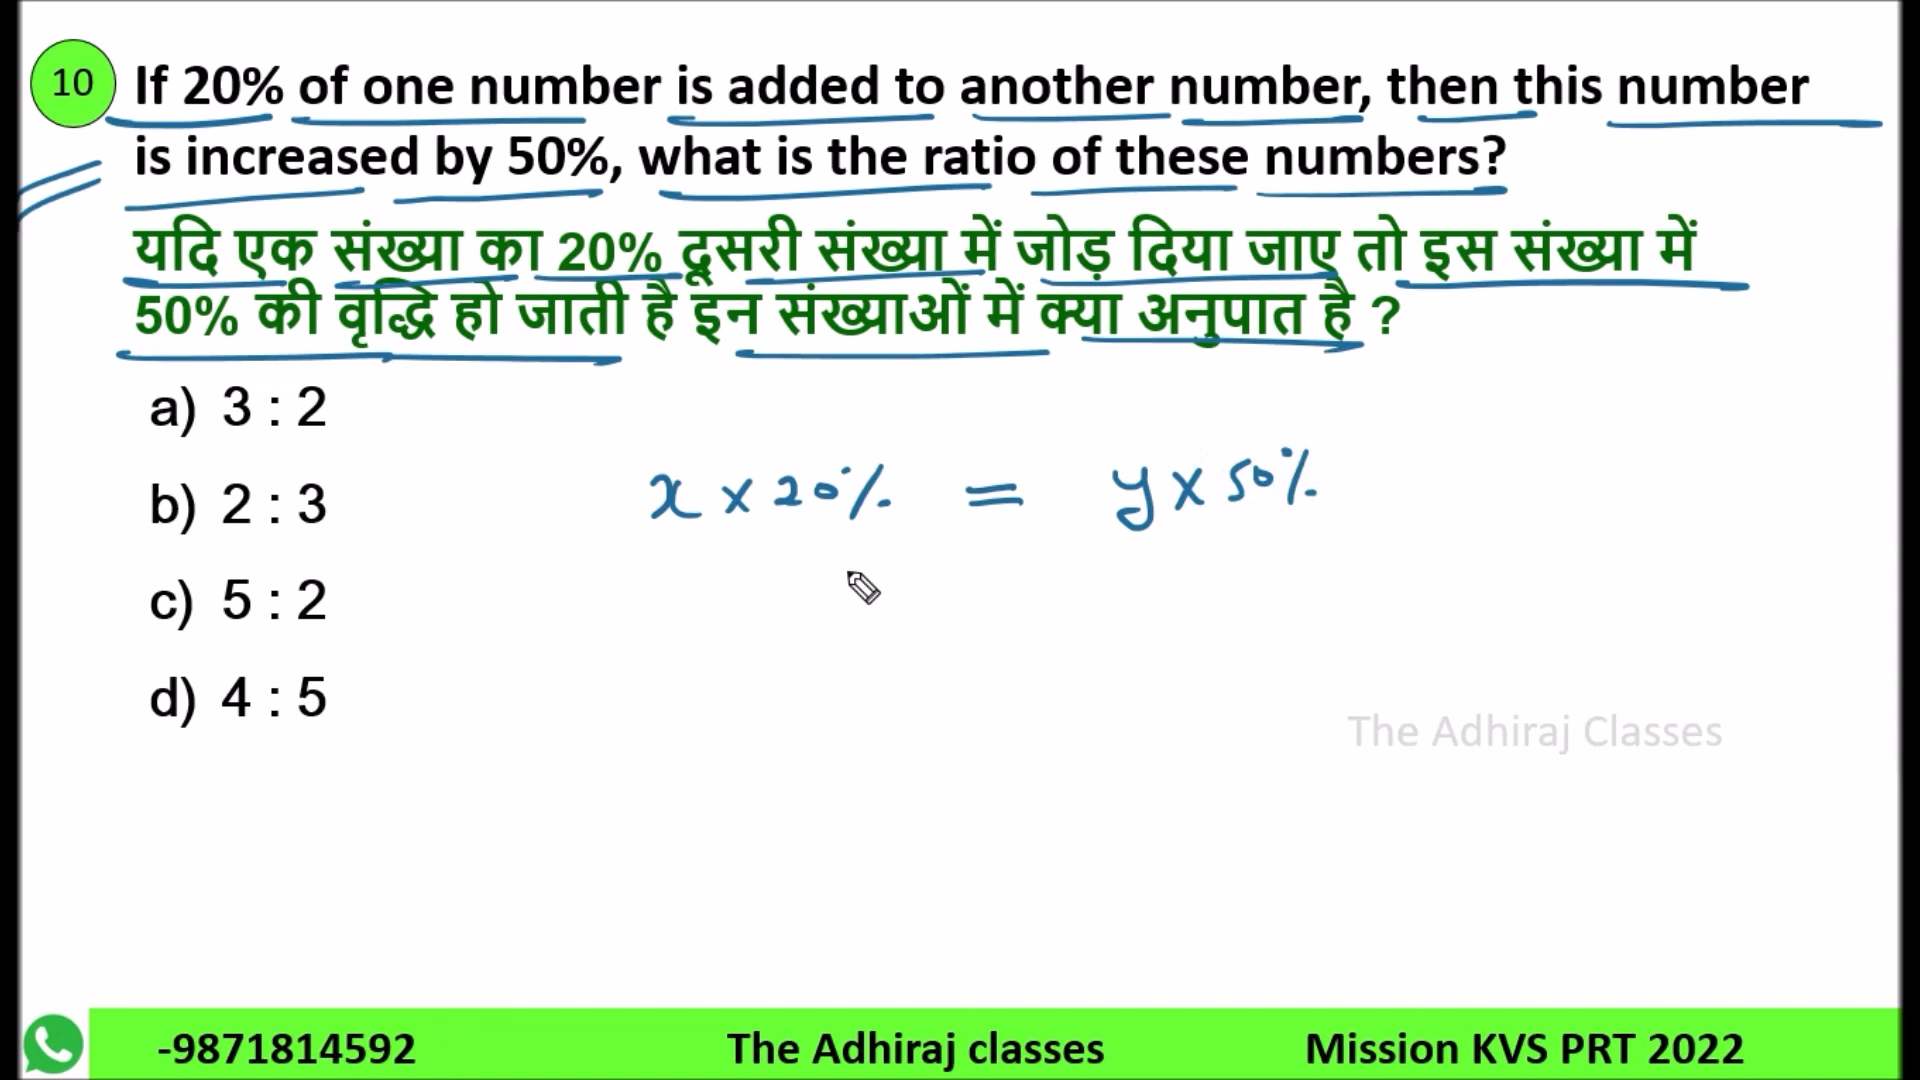 10 If 20% of one number is added to another number, then this number
is increased by 50%, what is the ratio of these numbers?
यदि एक संख्या का 20% दूसरी संख्या में जोड़ दिया जाए तो इस संख्या में
50% की वृद्धि हो जाती है इन संख्याओं में क्या अनुपात है ?
a) 3 : 2
x × 20% = y × 50%
b) 2 : 3
c) 5 : 2
d) 4 : 5
The Adhiraj Classes
-9871814592 The Adhiraj classes Mission KVS PRT 2022